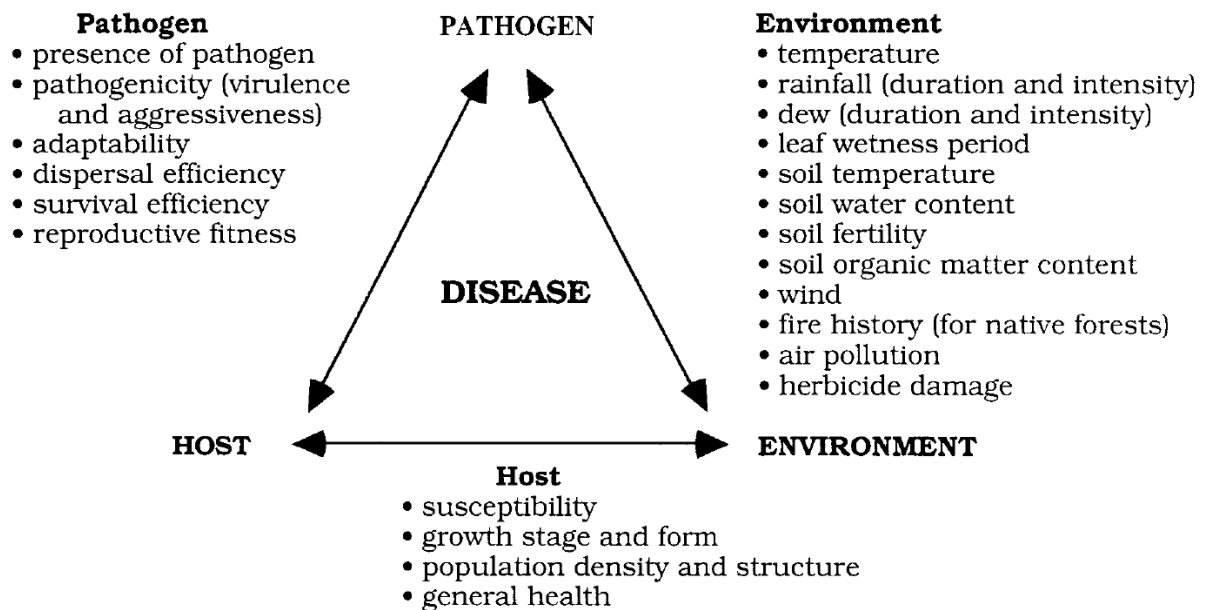 Pathogen
• presence of pathogen
• pathogenicity (virulence
and aggressiveness)
• adaptability
• dispersal efficiency
• survival efficiency
• reproductive fitness
PATHOGEN
Environment
• temperature
• rainfall (duration and intensity)
• dew (duration and intensity)
• leaf wetness period
• soil temperature
• soil water content
• soil fertility
• soil organic matter content
• wind
• fire history (for native forests)
• air pollution
• herbicide damage
DISEASE
HOST
ENVIRONMENT
Host
• susceptibility
• growth stage and form
• population density and structure
• general health